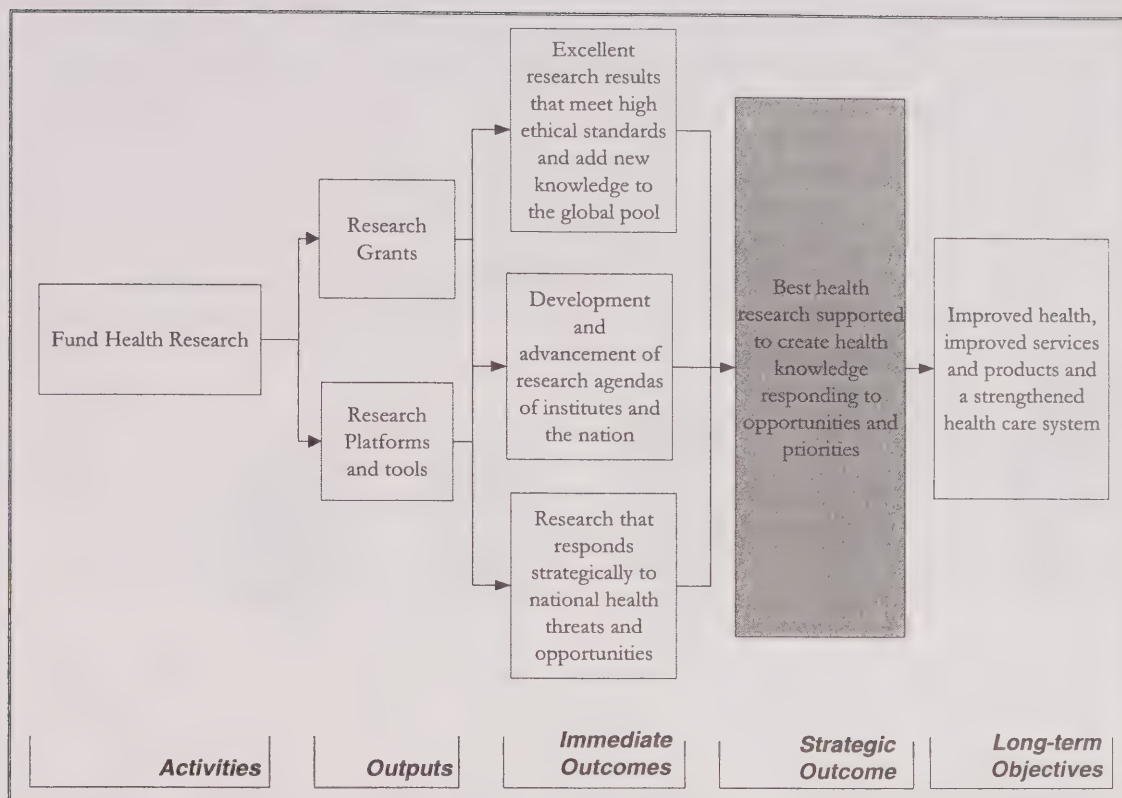 Fund Health Research
Research
Grants
Research
Platforms
and tools
Excellent
research results
that meet high
ethical standards
and add new
knowledge to
the global pool
Development
and
advancement of
research agendas
of institutes and
the nation
Research that
responds
strategically to
national health
threats and
opportunities
Best health
research supported
to create health
knowledge
responding to
opportunities and
priorities
Improved health,
improved services
and products and
a strengthened
health care system
Activities
Outputs
Immediate
Outcomes
Strategic
Outcome
Long-term
Objectives